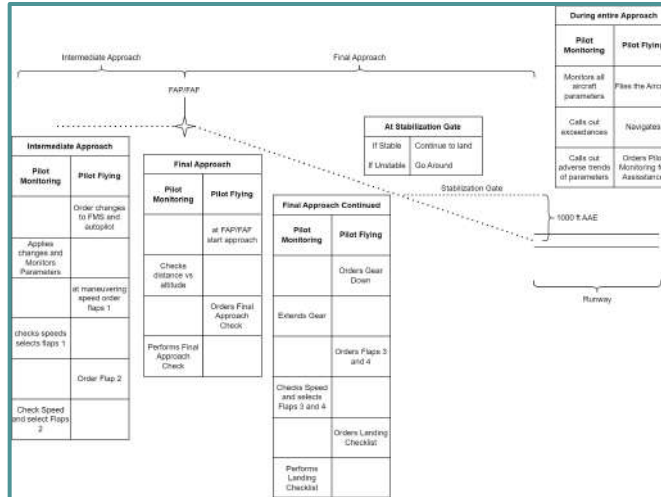 During entire Approach
Pilot
Monitoring
Pilot Flying
Monitors all
aircraft
parameters
Flies the Aircr
Calls out
exceedances
Navigates
Calls out
adverse trends
of parameters
Orders Pilo
Monitoring f
Assistanc
Intermediate Approach
Final Approach
FAP/FAF
At Stabilization Gate
If Stable
Continue to land
If Unstable
Go Around
Stabilization Gate
1000 ft AAE
Runway
Intermediate Approach
Pilot
Monitoring
Pilot Flying
Order changes
to FMS and
autopilot
Applies
changes and
Monitors
Parameters
at maneuvering
speed order
flaps 1
checks speeds
selects flaps 1
Order Flap 2
Check Speed
and select Flaps
2
Final Approach
Pilot
Monitoring
Pilot Flying
at FAP/FAF
start approach
Checks
distance vs
altitude
Orders Final
Approach
Check
Performs Final
Approach
Check
Final Approach Continued
Pilot
Monitoring
Pilot Flying
Orders Gear
Down
Extends Gear
Orders Flaps 3
and 4
Checks Speed
and selects
Flaps 3 and 4
Orders Landing
Checklist
Performs
Landing
Checklist